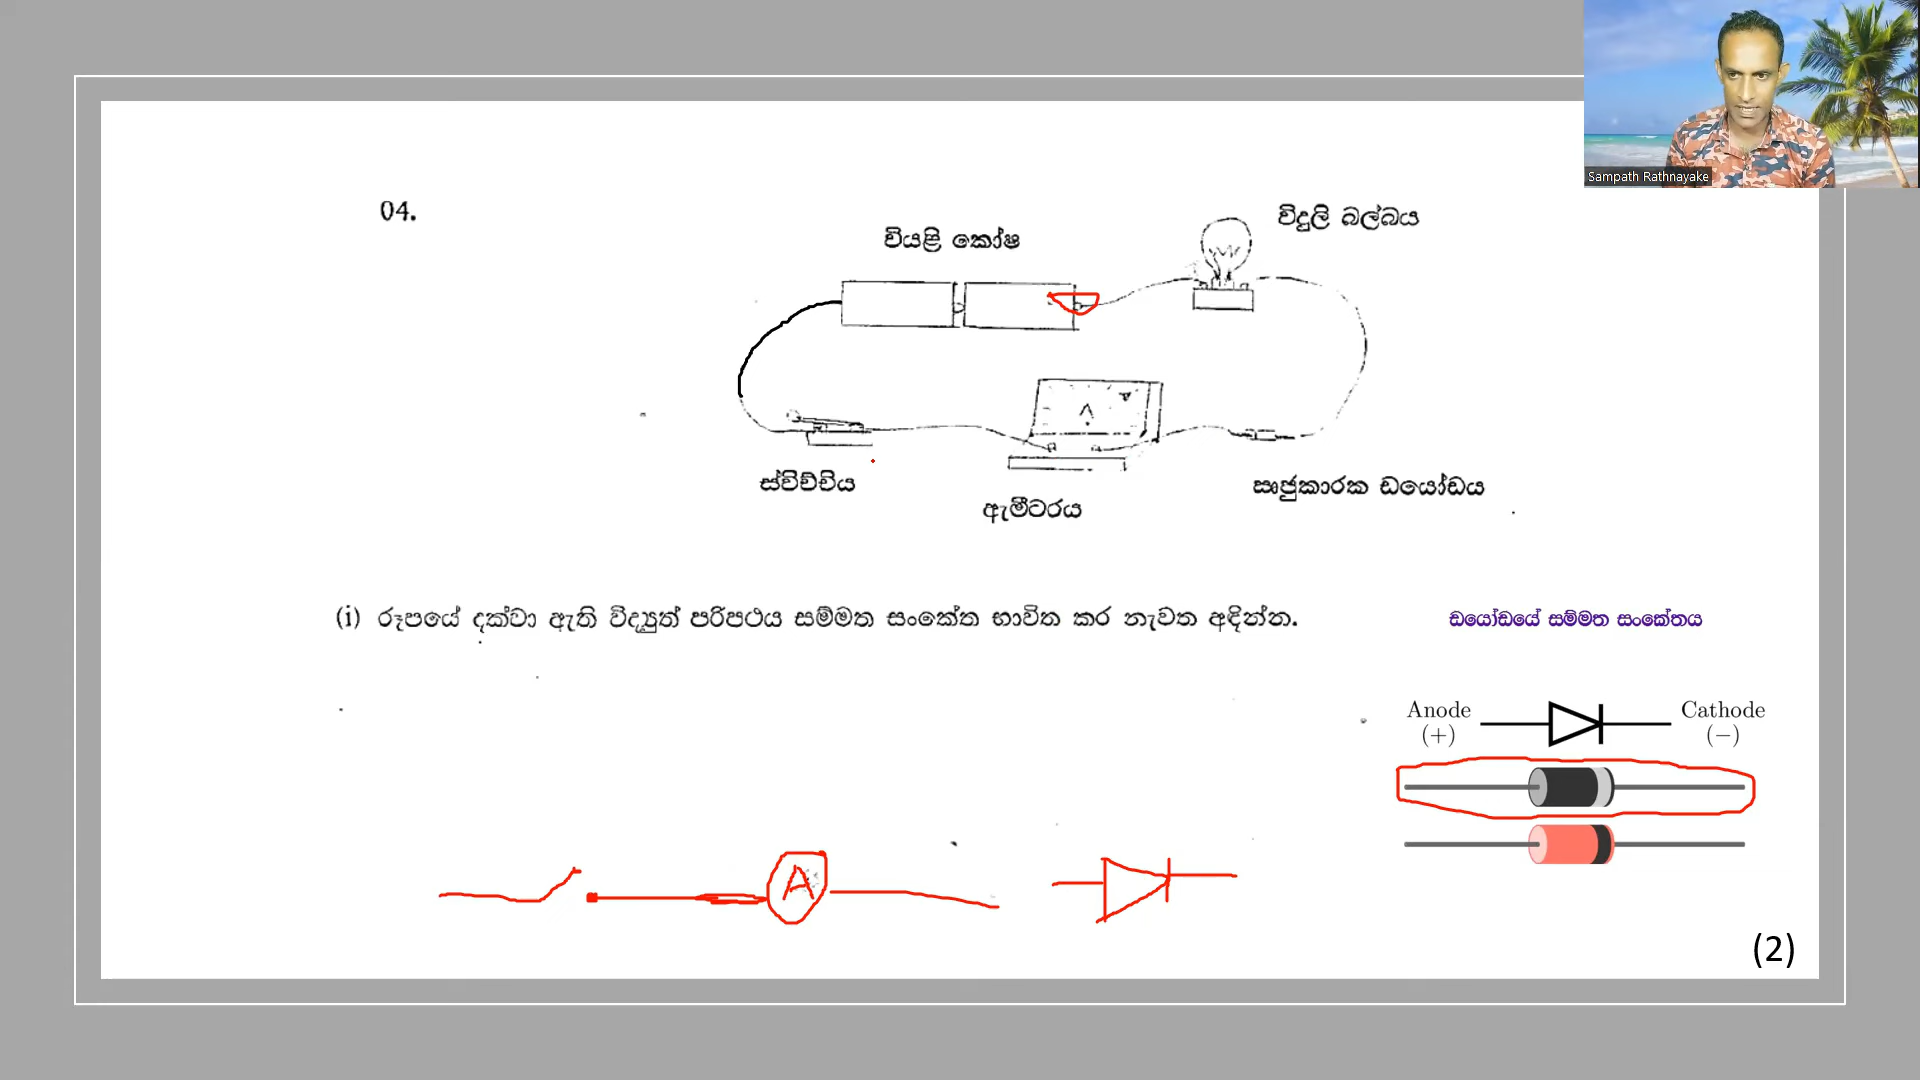 Sampath Rathnayake
04.
වියළි කෝෂ
විදුලි බල්බය
A
ස්විච්චිය
ඇමීටරය
සෘජුකාරක ඩයෝඩය
(i) රූපයේ දක්වා ඇති විද්‍යුත් පරිපථය සම්මත සංකේත භාවිත කර නැවත අඳින්න.
ඩයෝඩයේ සම්මත සංකේතය
Anode
(+)
Cathode
(−)
A
(2)